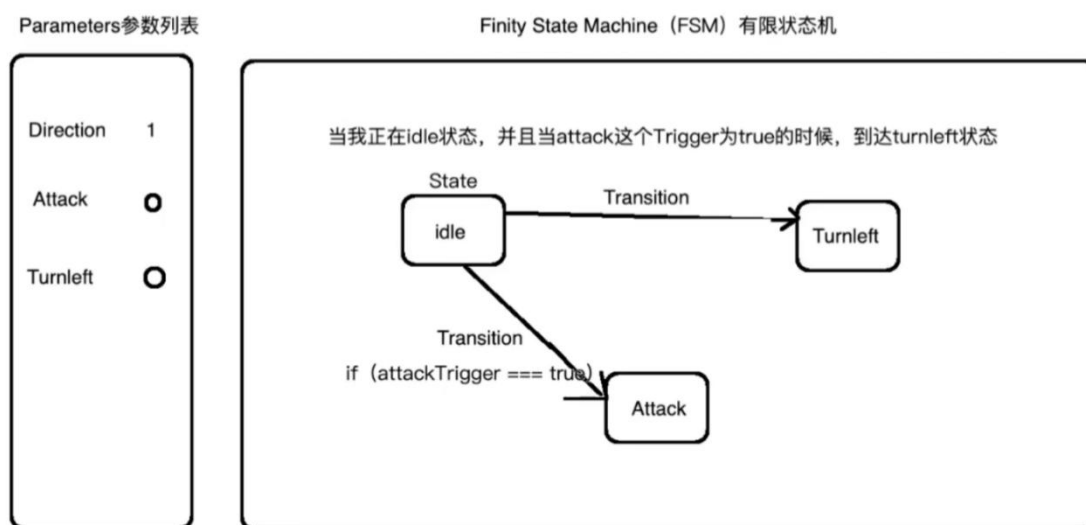 Parameters参数列表
Finity State Machine（FSM）有限状态机
Direction 1
Attack
Turnleft
当我正在idle状态，并且当attack这个Trigger为true的时候，到达turnleft状态
State
idle
Transition
Turnleft
Transition
if（attackTrigger === true）
Attack